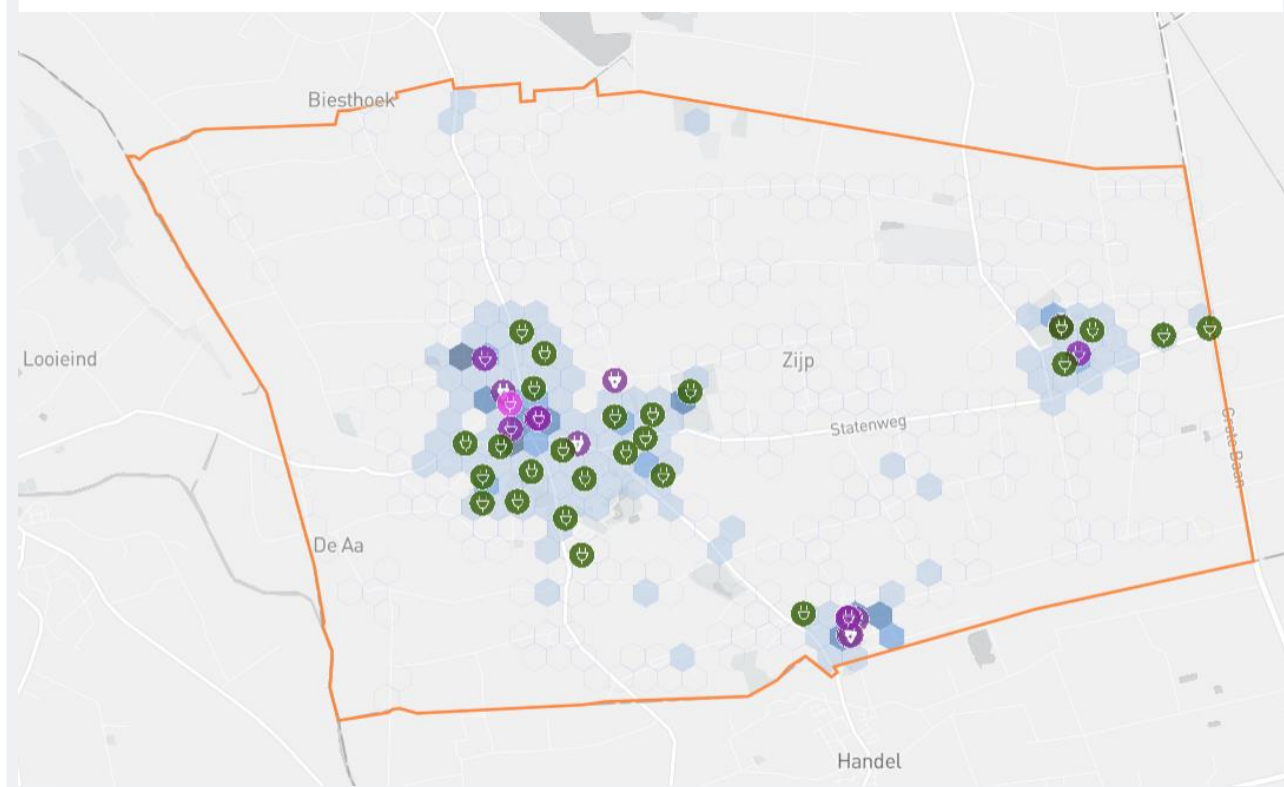 Biesthoek
Looieind
Zijp
Statenweg
Grote Baan
De Aa
Handel